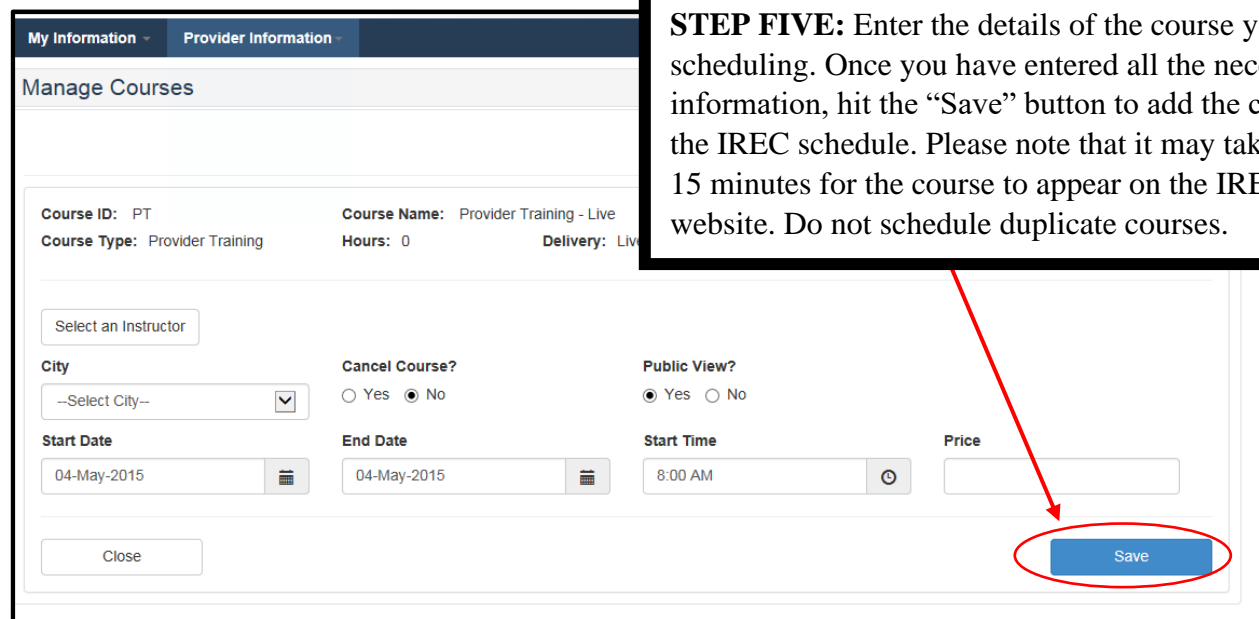 My Information Provider Information
Manage Courses
STEP FIVE: Enter the details of the course
scheduling. Once you have entered all the
information, hit the “Save” button to add the
the IREC schedule. Please note that it may
15 minutes for the course to appear on the
website. Do not schedule duplicate courses.
Course ID: PT Course Name: Provider Training - Live
Course Type: Provider Training Hours: 0 Delivery:
Select an Instructor
City Cancel Course? Public View?
--Select City-- Yes No Yes No
Start Date End Date Start Time Price
04-May-2015 04-May-2015 8:00 AM
Close Save